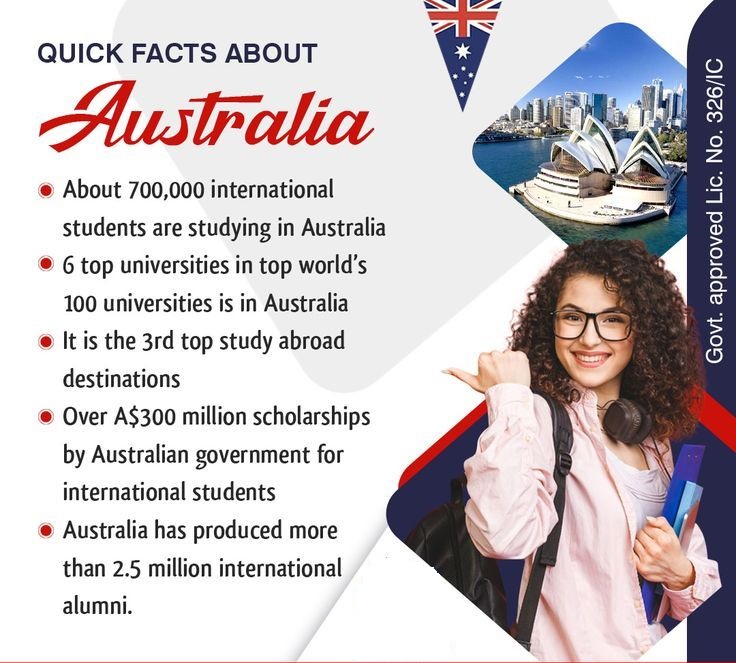 QUICK FACTS ABOUT
Australia
About 700,000 international
students are studying in Australia
6 top universities in top world's
100 universities is in Australia
It is the 3rd top study abroad
destinations
Over A$300 million scholarships
by Australian government for
international students
Australia has produced more
than 2.5 million international
alumni.
Govt. approved Lic. No. 326/IC